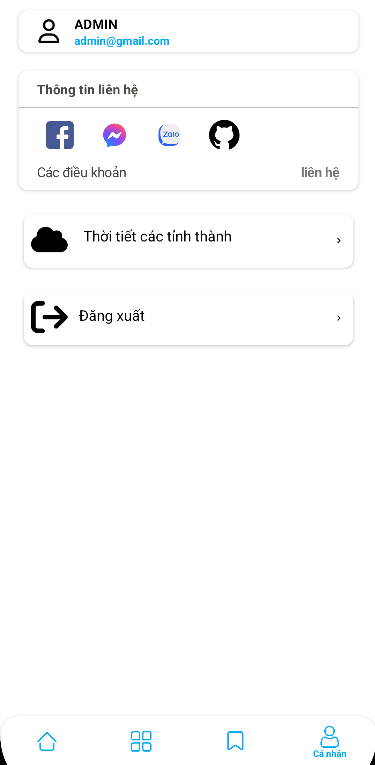 ADMIN
admin@gmail.com
Thông tin liên hệ
Zalo
Các điều khoản
liên hệ
Thời tiết các tỉnh thành
Đăng xuất
Cá nhân